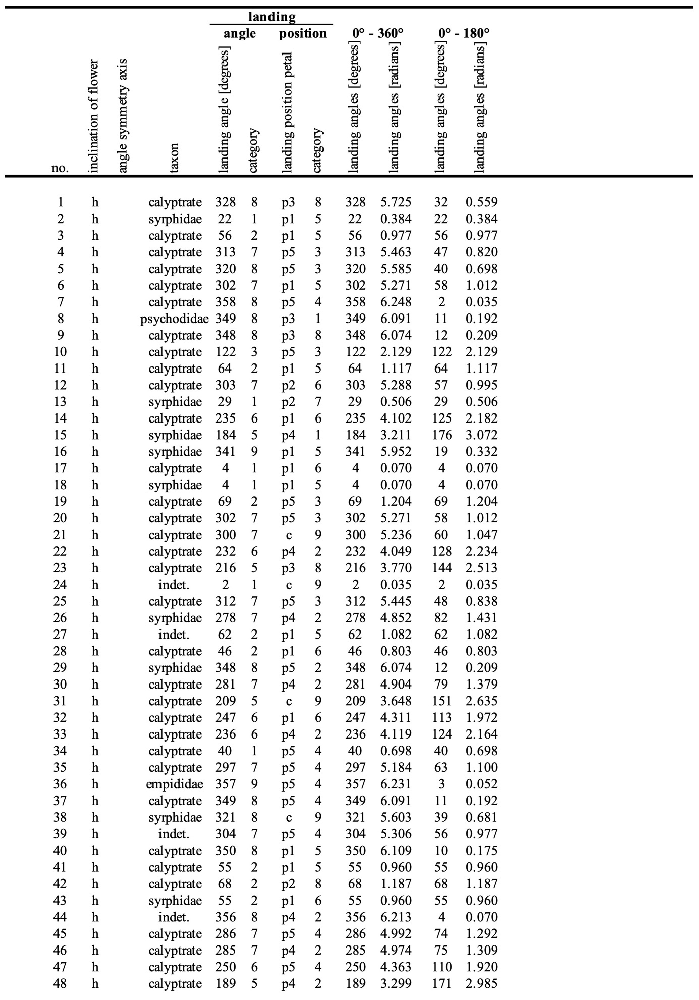 landing
angle position 0° - 360° 0° - 180°
no. inclination of flower angle symmetry axis taxon landing angle [degrees] category landing position petal category landing angles [degrees] landing angles [radians] landing angles [degrees] landing angles [radians]
1 h calyptrate 328 8 p3 8 328 5.725 32 0.559
2 h syrphidae 22 1 p1 5 22 0.384 22 0.384
3 h calyptrate 56 2 p1 5 56 0.977 56 0.977
4 h calyptrate 313 7 p5 3 313 5.463 47 0.820
5 h calyptrate 320 8 p5 3 320 5.585 40 0.698
6 h calyptrate 302 7 p1 5 302 5.271 58 1.012
7 h calyptrate 358 8 p5 4 358 6.248 2 0.035
8 h psychodidae 349 8 p3 1 349 6.091 11 0.192
9 h calyptrate 348 8 p3 8 348 6.074 12 0.209
10 h calyptrate 122 3 p5 3 122 2.129 122 2.129
11 h calyptrate 64 2 p1 5 64 1.117 64 1.117
12 h calyptrate 303 7 p2 6 303 5.288 57 0.995
13 h syrphidae 29 1 p2 7 29 0.506 29 0.506
14 h calyptrate 235 6 p1 6 235 4.102 125 2.182
15 h syrphidae 184 5 p4 1 184 3.211 176 3.072
16 h syrphidae 341 9 p1 5 341 5.952 19 0.332
17 h calyptrate 4 1 p1 6 4 0.070 4 0.070
18 h syrphidae 4 1 p1 5 4 0.070 4 0.070
19 h calyptrate 69 2 p5 3 69 1.204 69 1.204
20 h calyptrate 302 7 p5 3 302 5.271 58 1.012
21 h calyptrate 300 7 c 9 300 5.236 60 1.047
22 h calyptrate 232 6 p4 2 232 4.049 128 2.234
23 h calyptrate 216 5 p3 8 216 3.770 144 2.513
24 h indet. 2 1 c 9 2 0.035 2 0.035
25 h calyptrate 312 7 p5 3 312 5.445 48 0.838
26 h syrphidae 278 7 p4 2 278 4.852 82 1.431
27 h indet. 62 2 p1 5 62 1.082 62 1.082
28 h calyptrate 46 2 p1 6 46 0.803 46 0.803
29 h syrphidae 348 8 p5 2 348 6.074 12 0.209
30 h calyptrate 281 7 p4 2 281 4.904 79 1.379
31 h calyptrate 209 5 c 9 209 3.648 151 2.635
32 h calyptrate 247 6 p1 6 247 4.311 113 1.972
33 h calyptrate 236 6 p4 2 236 4.119 124 2.164
34 h calyptrate 40 1 p5 4 40 0.698 40 0.698
35 h calyptrate 297 7 p5 4 297 5.184 63 1.100
36 h empididae 357 9 p5 4 357 6.231 3 0.052
37 h calyptrate 349 8 p5 4 349 6.091 11 0.192
38 h syrphidae 321 8 c 9 321 5.603 39 0.681
39 h indet. 304 7 p5 4 304 5.306 56 0.977
40 h calyptrate 350 8 p1 5 350 6.109 10 0.175
41 h calyptrate 55 2 p1 5 55 0.960 55 0.960
42 h calyptrate 68 2 p2 8 68 1.187 68 1.187
43 h syrphidae 55 2 p1 6 55 0.960 55 0.960
44 h indet. 356 8 p4 2 356 6.213 4 0.070
45 h calyptrate 286 7 p5 4 286 4.992 74 1.292
46 h calyptrate 285 7 p4 2 285 4.974 75 1.309
47 h calyptrate 250 6 p5 4 250 4.363 110 1.920
48 h calyptrate 189 5 p4 2 189 3.299 171 2.985